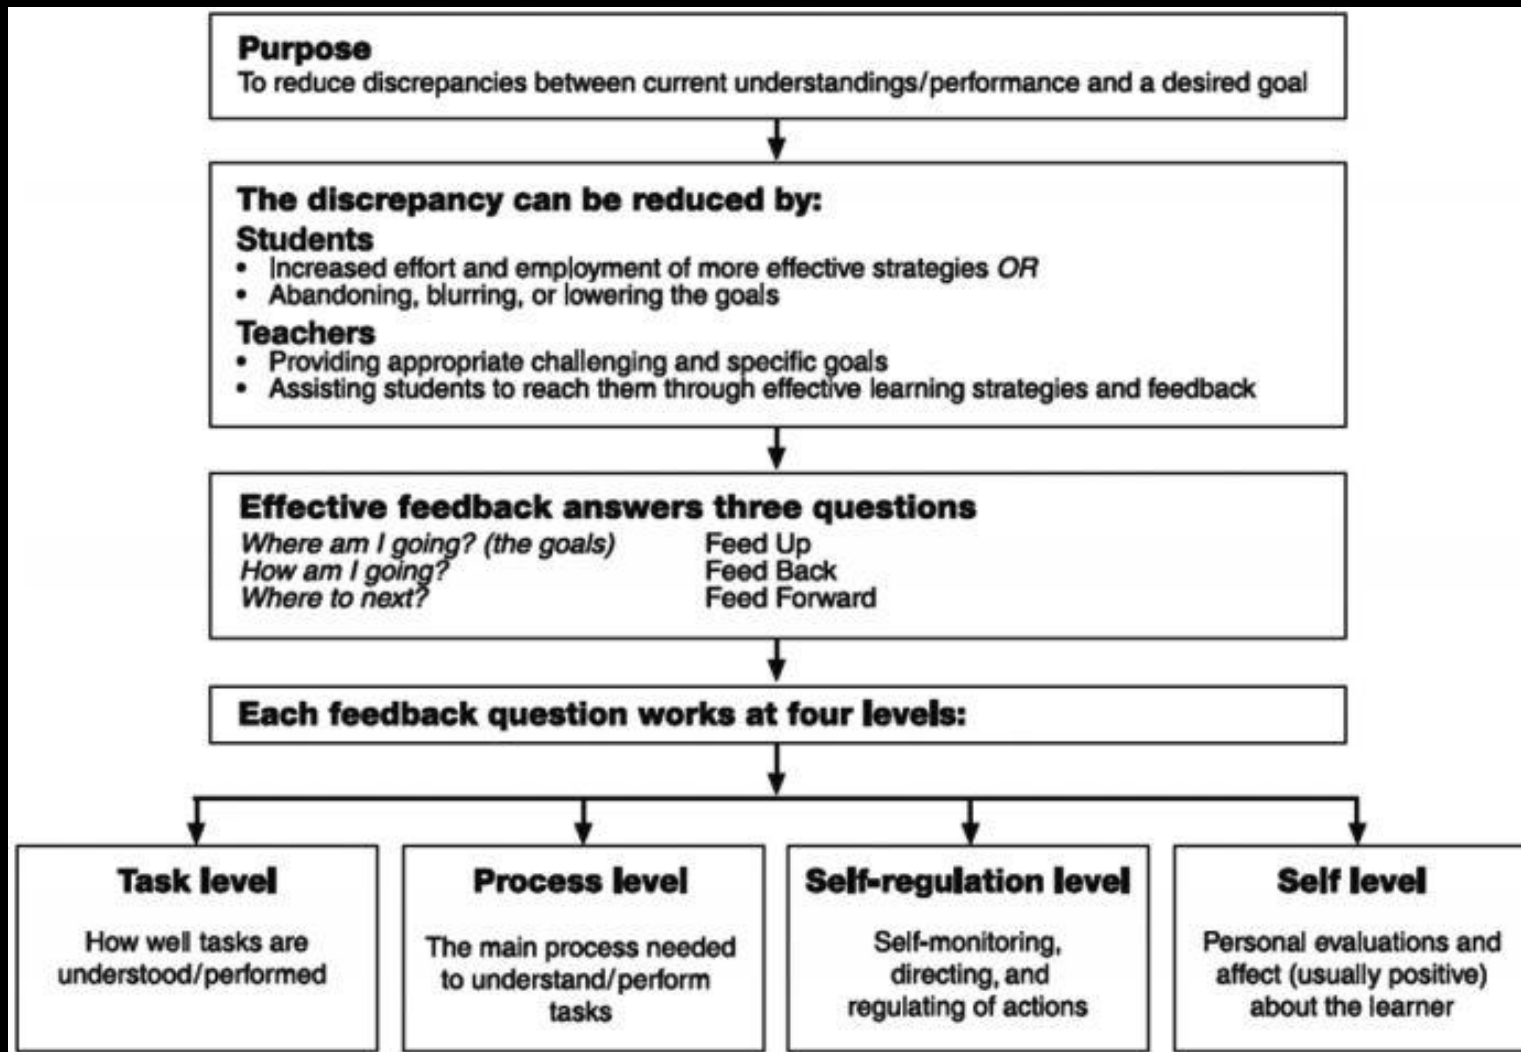 Purpose
To reduce discrepancies between current understandings/performance and a desired goal
The discrepancy can be reduced by:
Students
• Increased effort and employment of more effective strategies OR
• Abandoning, blurring, or lowering the goals
Teachers
• Providing appropriate challenging and specific goals
• Assisting students to reach them through effective learning strategies and feedback
Effective feedback answers three questions
Where am I going? (the goals) Feed Up
How am I going? Feed Back
Where to next? Feed Forward
Each feedback question works at four levels:
Task level
How well tasks are
understood/performed
Process level
The main process needed
to understand/perform
tasks
Self-regulation level
Self-monitoring,
directing, and
regulating of actions
Self level
Personal evaluations and
affect (usually positive)
about the learner